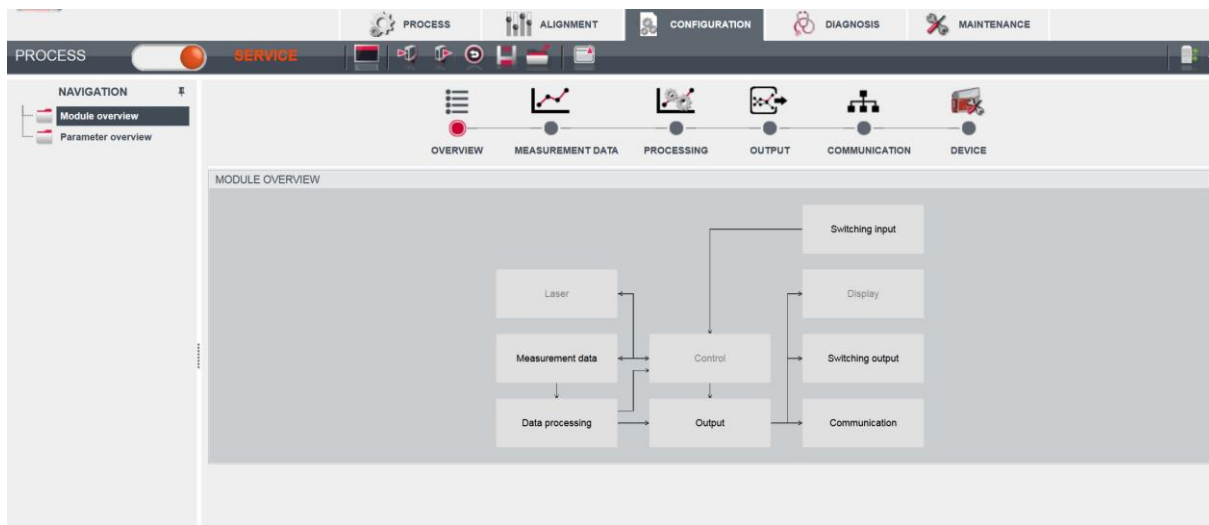 PROCESS ALIGNMENT CONFIGURATION DIAGNOSIS MAINTENANCE
PROCESS SERVICE
NAVIGATION
Module overview
Parameter overview
OVERVIEW MEASUREMENT DATA PROCESSING OUTPUT COMMUNICATION DEVICE
MODULE OVERVIEW
Switching input
Laser Display
Measurement data Control Switching output
Data processing Output Communication